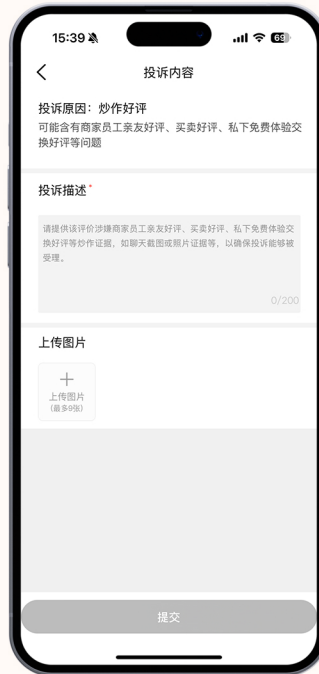 15:39
69
投诉内容
投诉原因：炒作好评
可能含有商家员工亲友好评、买卖好评、私下免费体验交
换好评等问题
投诉描述*
请提供该评价涉嫌商家员工亲友好评、买卖好评、私下免费体验交
换好评等炒作证据，如聊天截图或照片证据等，以确保投诉能够被
受理。
0/200
上传图片
上传图片
(最多9张)
提交